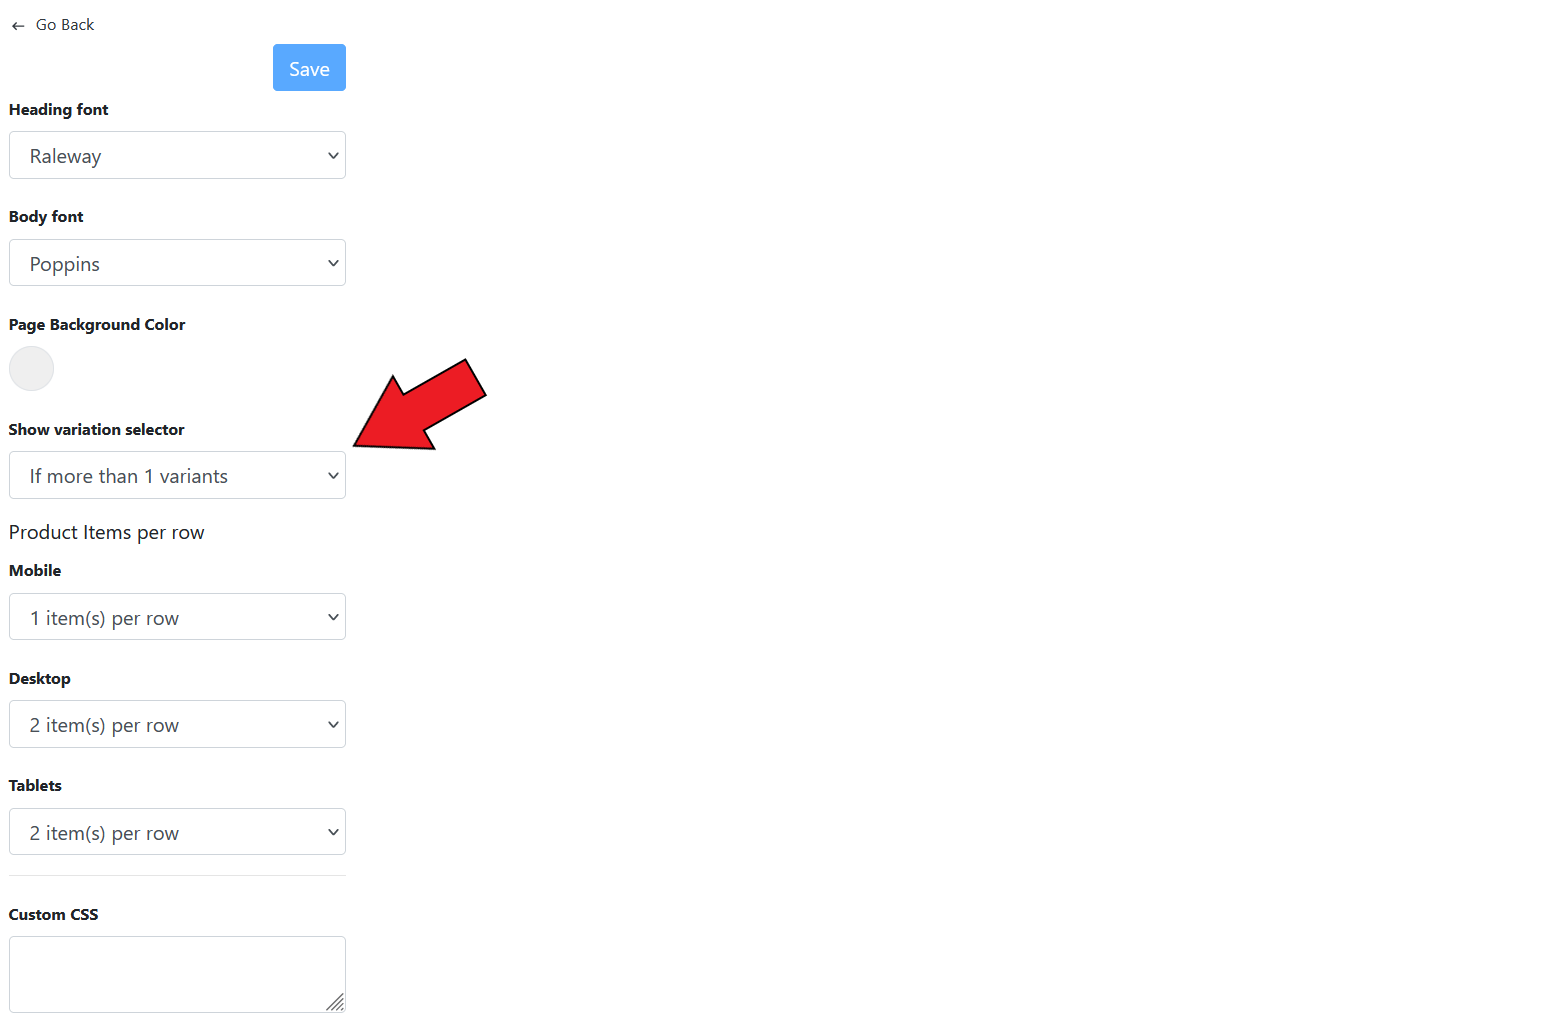 ← Go Back
Save
Heading font
Raleway
Body font
Poppins
Page Background Color
Show variation selector
If more than 1 variants
Product Items per row
Mobile
1 item(s) per row
Desktop
2 item(s) per row
Tablets
2 item(s) per row
Custom CSS